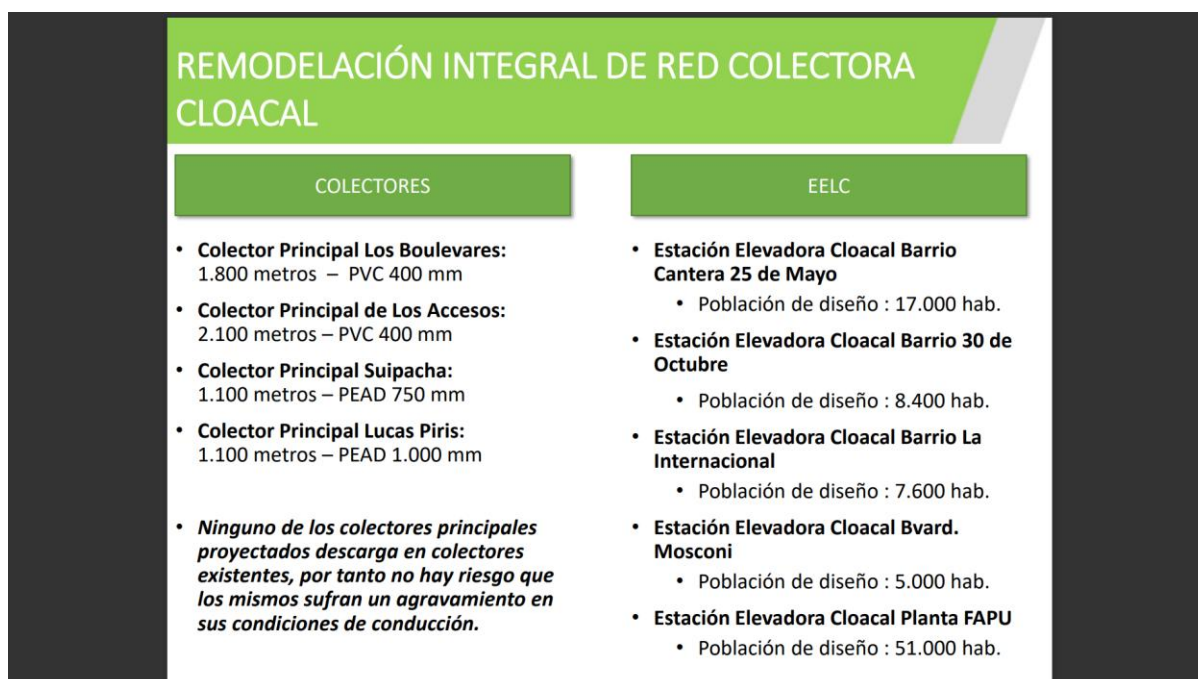 REMODELACIÓN INTEGRAL DE RED COLECTORA
CLOACAL
COLECTORES
• Colector Principal Los Boulevares:
1.800 metros – PVC 400 mm
• Colector Principal de Los Accesos:
2.100 metros – PVC 400 mm
• Colector Principal Suipacha:
1.100 metros – PEAD 750 mm
• Colector Principal Lucas Piris:
1.100 metros – PEAD 1.000 mm
• Ninguno de los colectores principales
proyectados descarga en colectores
existentes, por tanto no hay riesgo que
los mismos sufran un agravamiento en
sus condiciones de conducción.
EELC
• Estación Elevadora Cloacal Barrio
Cantera 25 de Mayo
• Población de diseño : 17.000 hab.
• Estación Elevadora Cloacal Barrio 30 de
Octubre
• Población de diseño : 8.400 hab.
• Estación Elevadora Cloacal Barrio La
Internacional
• Población de diseño : 7.600 hab.
• Estación Elevadora Cloacal Bvard.
Mosconi
• Población de diseño : 5.000 hab.
• Estación Elevadora Cloacal Planta FAPU
• Población de diseño : 51.000 hab.